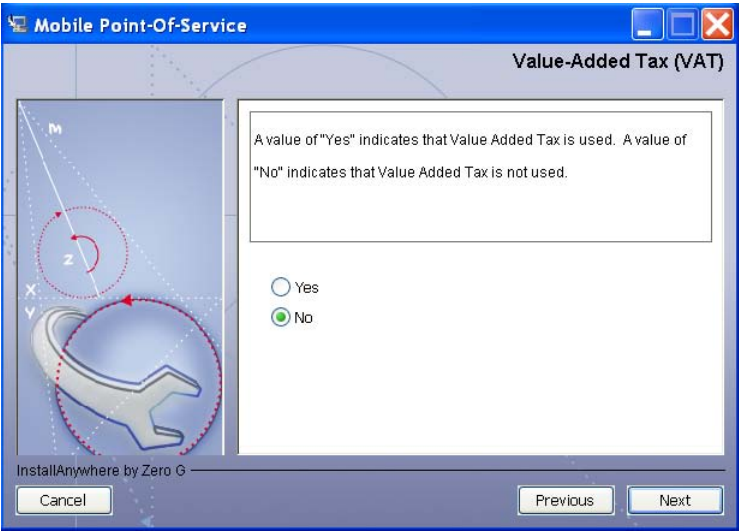 Mobile Point-Of-Service
Value-Added Tax (VAT)
M
Z
X
Y
A value of "Yes" indicates that Value Added Tax is used. A value of
"No" indicates that Value Added Tax is not used.
Yes
No
InstallAnywhere by Zero G
Cancel
Previous
Next